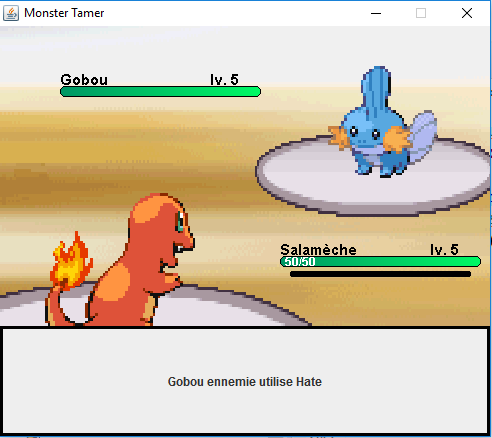 Monster Tamer
Gobou lv. 5
Salamèche lv. 5
50/50
Gobou ennemie utilise Hate